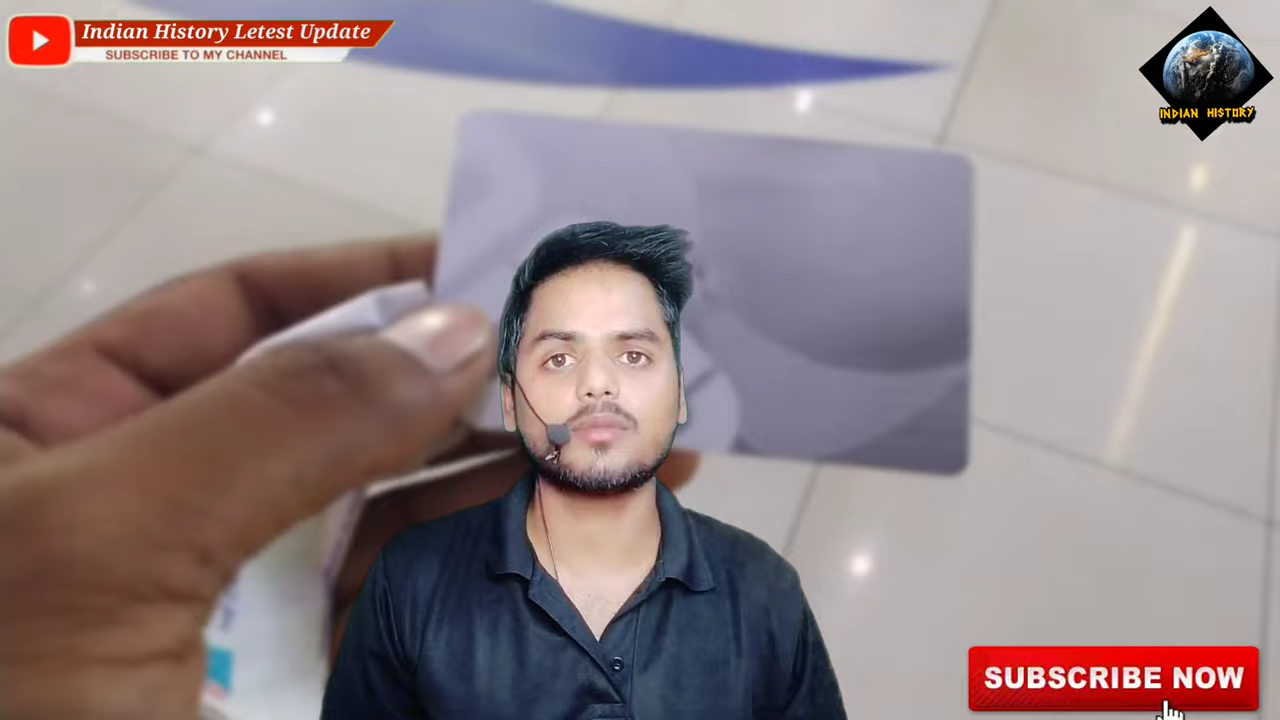 Indian History Letest Update
SUBSCRIBE TO MY CHANNEL
INDIAN HISTORY
SUBSCRIBE NOW